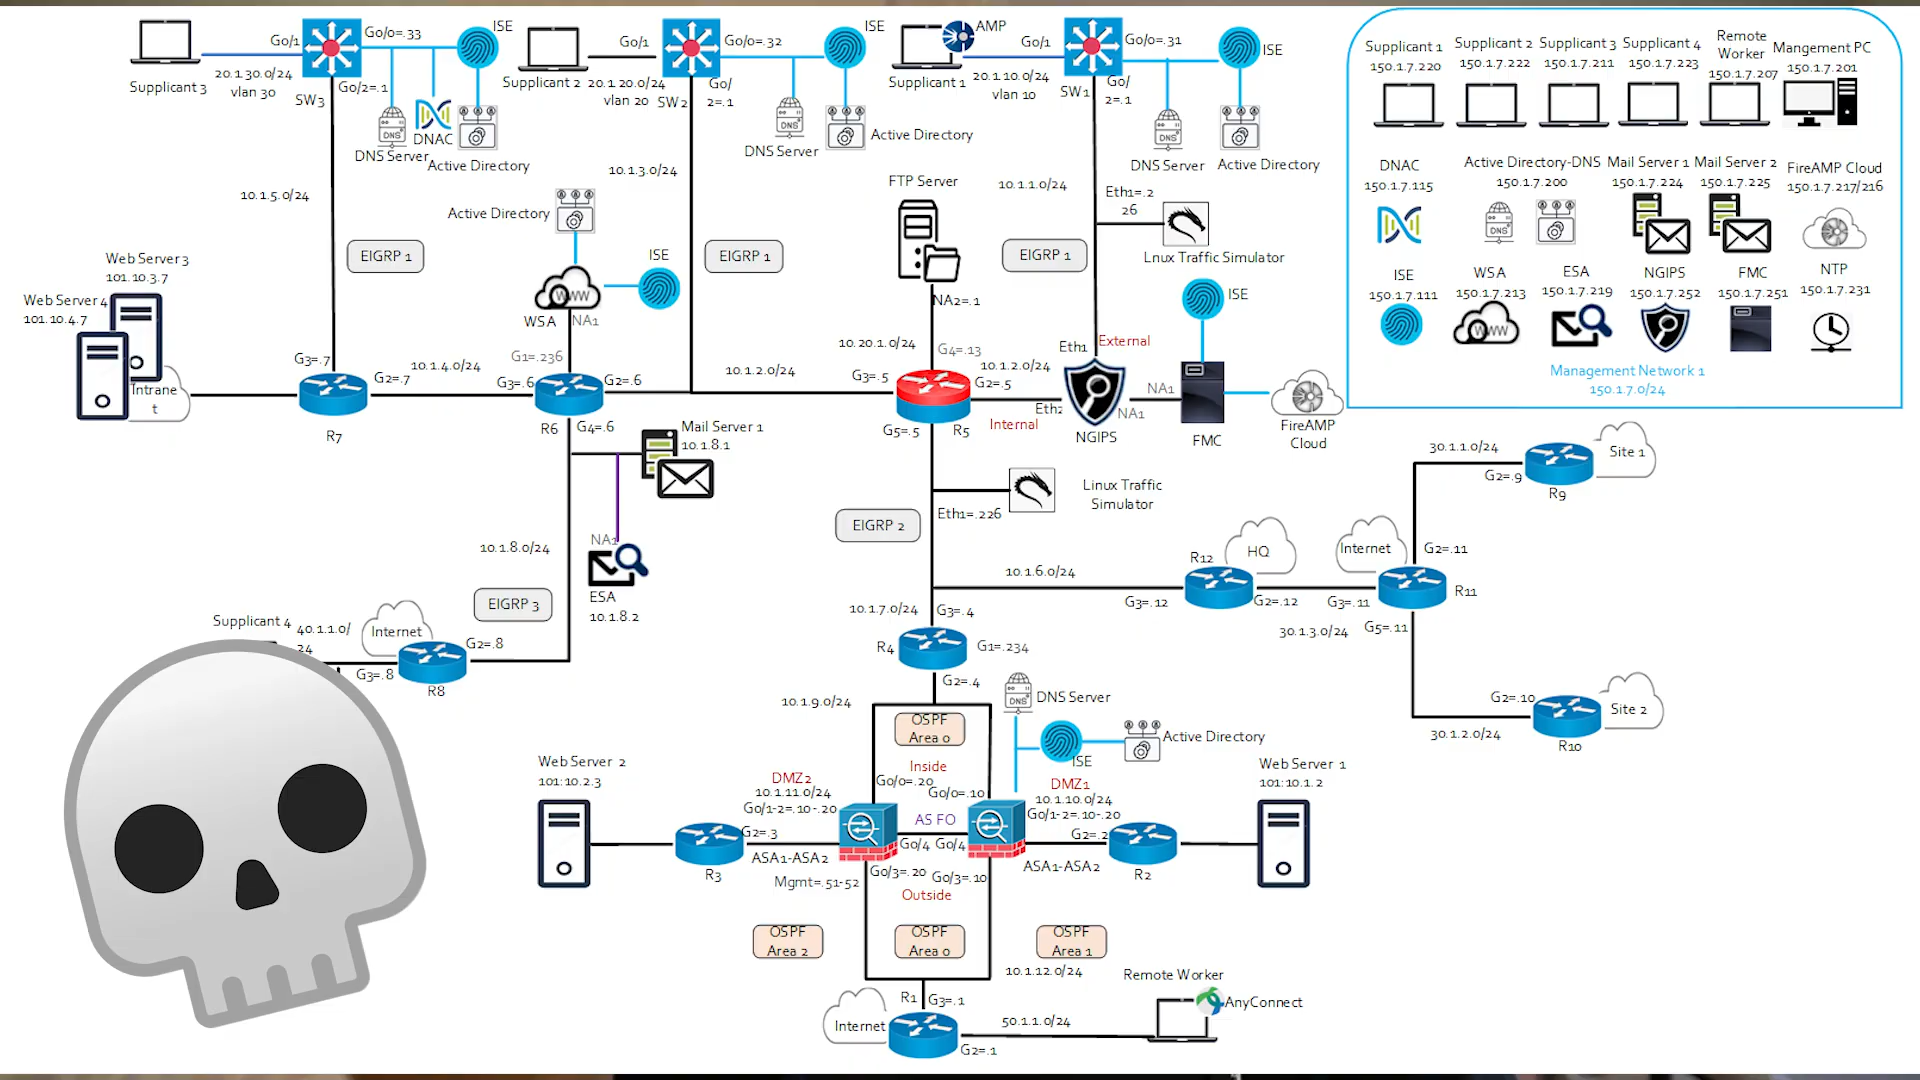 Supplicant 3
Go/1
20.1.30.0/24
vlan 30
SW3
Go/0=.33
Go/2=.1
ISE
DNS
DNS Server
DNAC
Active Directory
10.1.5.0/24
EIGRP 1
Supplicant 2
Go/1
20.1.20.0/24
vlan 20
SW2
Go/0=.32
Go/
2=.1
ISE
DNS
DNS Server
Active Directory
10.1.3.0/24
EIGRP 1
AMP
Supplicant 1
Go/1
20.1.10.0/24
vlan 10
SW1
Go/0=.31
Go/
2=.1
ISE
DNS
DNS Server
Active Directory
10.1.1.0/24
Eth1=.2
26
Lnux Traffic Simulator
EIGRP 1
Supplicant 1
150.1.7.220
Supplicant 2
150.1.7.222
Supplicant 3
150.1.7.211
Supplicant 4
150.1.7.223
Remote
Worker
150.1.7.207
Mangement PC
150.1.7.201
DNAC
150.1.7.115
Active Directory-DNS
150.1.7.200
DNS
Mail Server 1
150.1.7.224
Mail Server 2
150.1.7.225
FireAMP Cloud
150.1.7.217/216
ISE
150.1.7.111
WSA
150.1.7.213
WWW
ESA
150.1.7.219
NGIPS
150.1.7.252
FMC
150.1.7.251
NTP
150.1.7.231
Management Network 1
150.1.7.0/24
Web Server 3
101.10.3.7
Web Server 4
101.10.4.7
Intrane
t
G3=.7
G2=.7
R7
10.1.4.0/24
Active Directory
WWW
WSA
NA1
ISE
G1=.236
G3=.6
G2=.6
R6
G4=.6
10.1.2.0/24
FTP Server
NA2=.1
10.20.1.0/24
G4=.13
G3=.5
10.1.2.0/24
G2=.5
G5=.5
R5
Internal
Eth1
External
Eth2
NGIPS
NA1
NA1
ISE
FMC
FireAMP
Cloud
Mail Server 1
10.1.8.1
NA1
ESA
10.1.8.2
10.1.8.0/24
EIGRP 3
Supplicant 4
40.1.1.0/
24
Internet
G3=.8
G2=.8
R8
EIGRP 2
Linux Traffic
Simulator
Eth1=.226
10.1.6.0/24
10.1.7.0/24
G3=.4
R4
G1=.234
G2=.4
R12
HQ
G3=.12
G2=.12
30.1.3.0/24
Internet
G3=.11
R11
G2=.11
G5=.11
30.1.1.0/24
G2=.9
R9
Site 1
G2=.10
30.1.2.0/24
R10
Site 2
10.1.9.0/24
OSPF
Area 0
Inside
DNS
DNS Server
ISE
Active Directory
Web Server 2
101:10.2.3
R3
G2=.3
DMZ2
10.1.11.0/24
Go/1-2=.10-.20
ASA1-ASA2
Mgmt=.51-52
Go/0=.20
Go/0=.10
AS FO
Go/4
Go/4
Go/3=.20
Go/3=.10
Outside
DMZ1
10.1.10.0/24
Go/1-2=.10-.20
G2=.2
ASA1-ASA2
R2
Web Server 1
101:10.1.2
OSPF
Area 2
OSPF
Area 0
OSPF
Area 1
10.1.12.0/24
R1
G3=.1
Internet
G2=.1
50.1.1.0/24
Remote Worker
AnyConnect